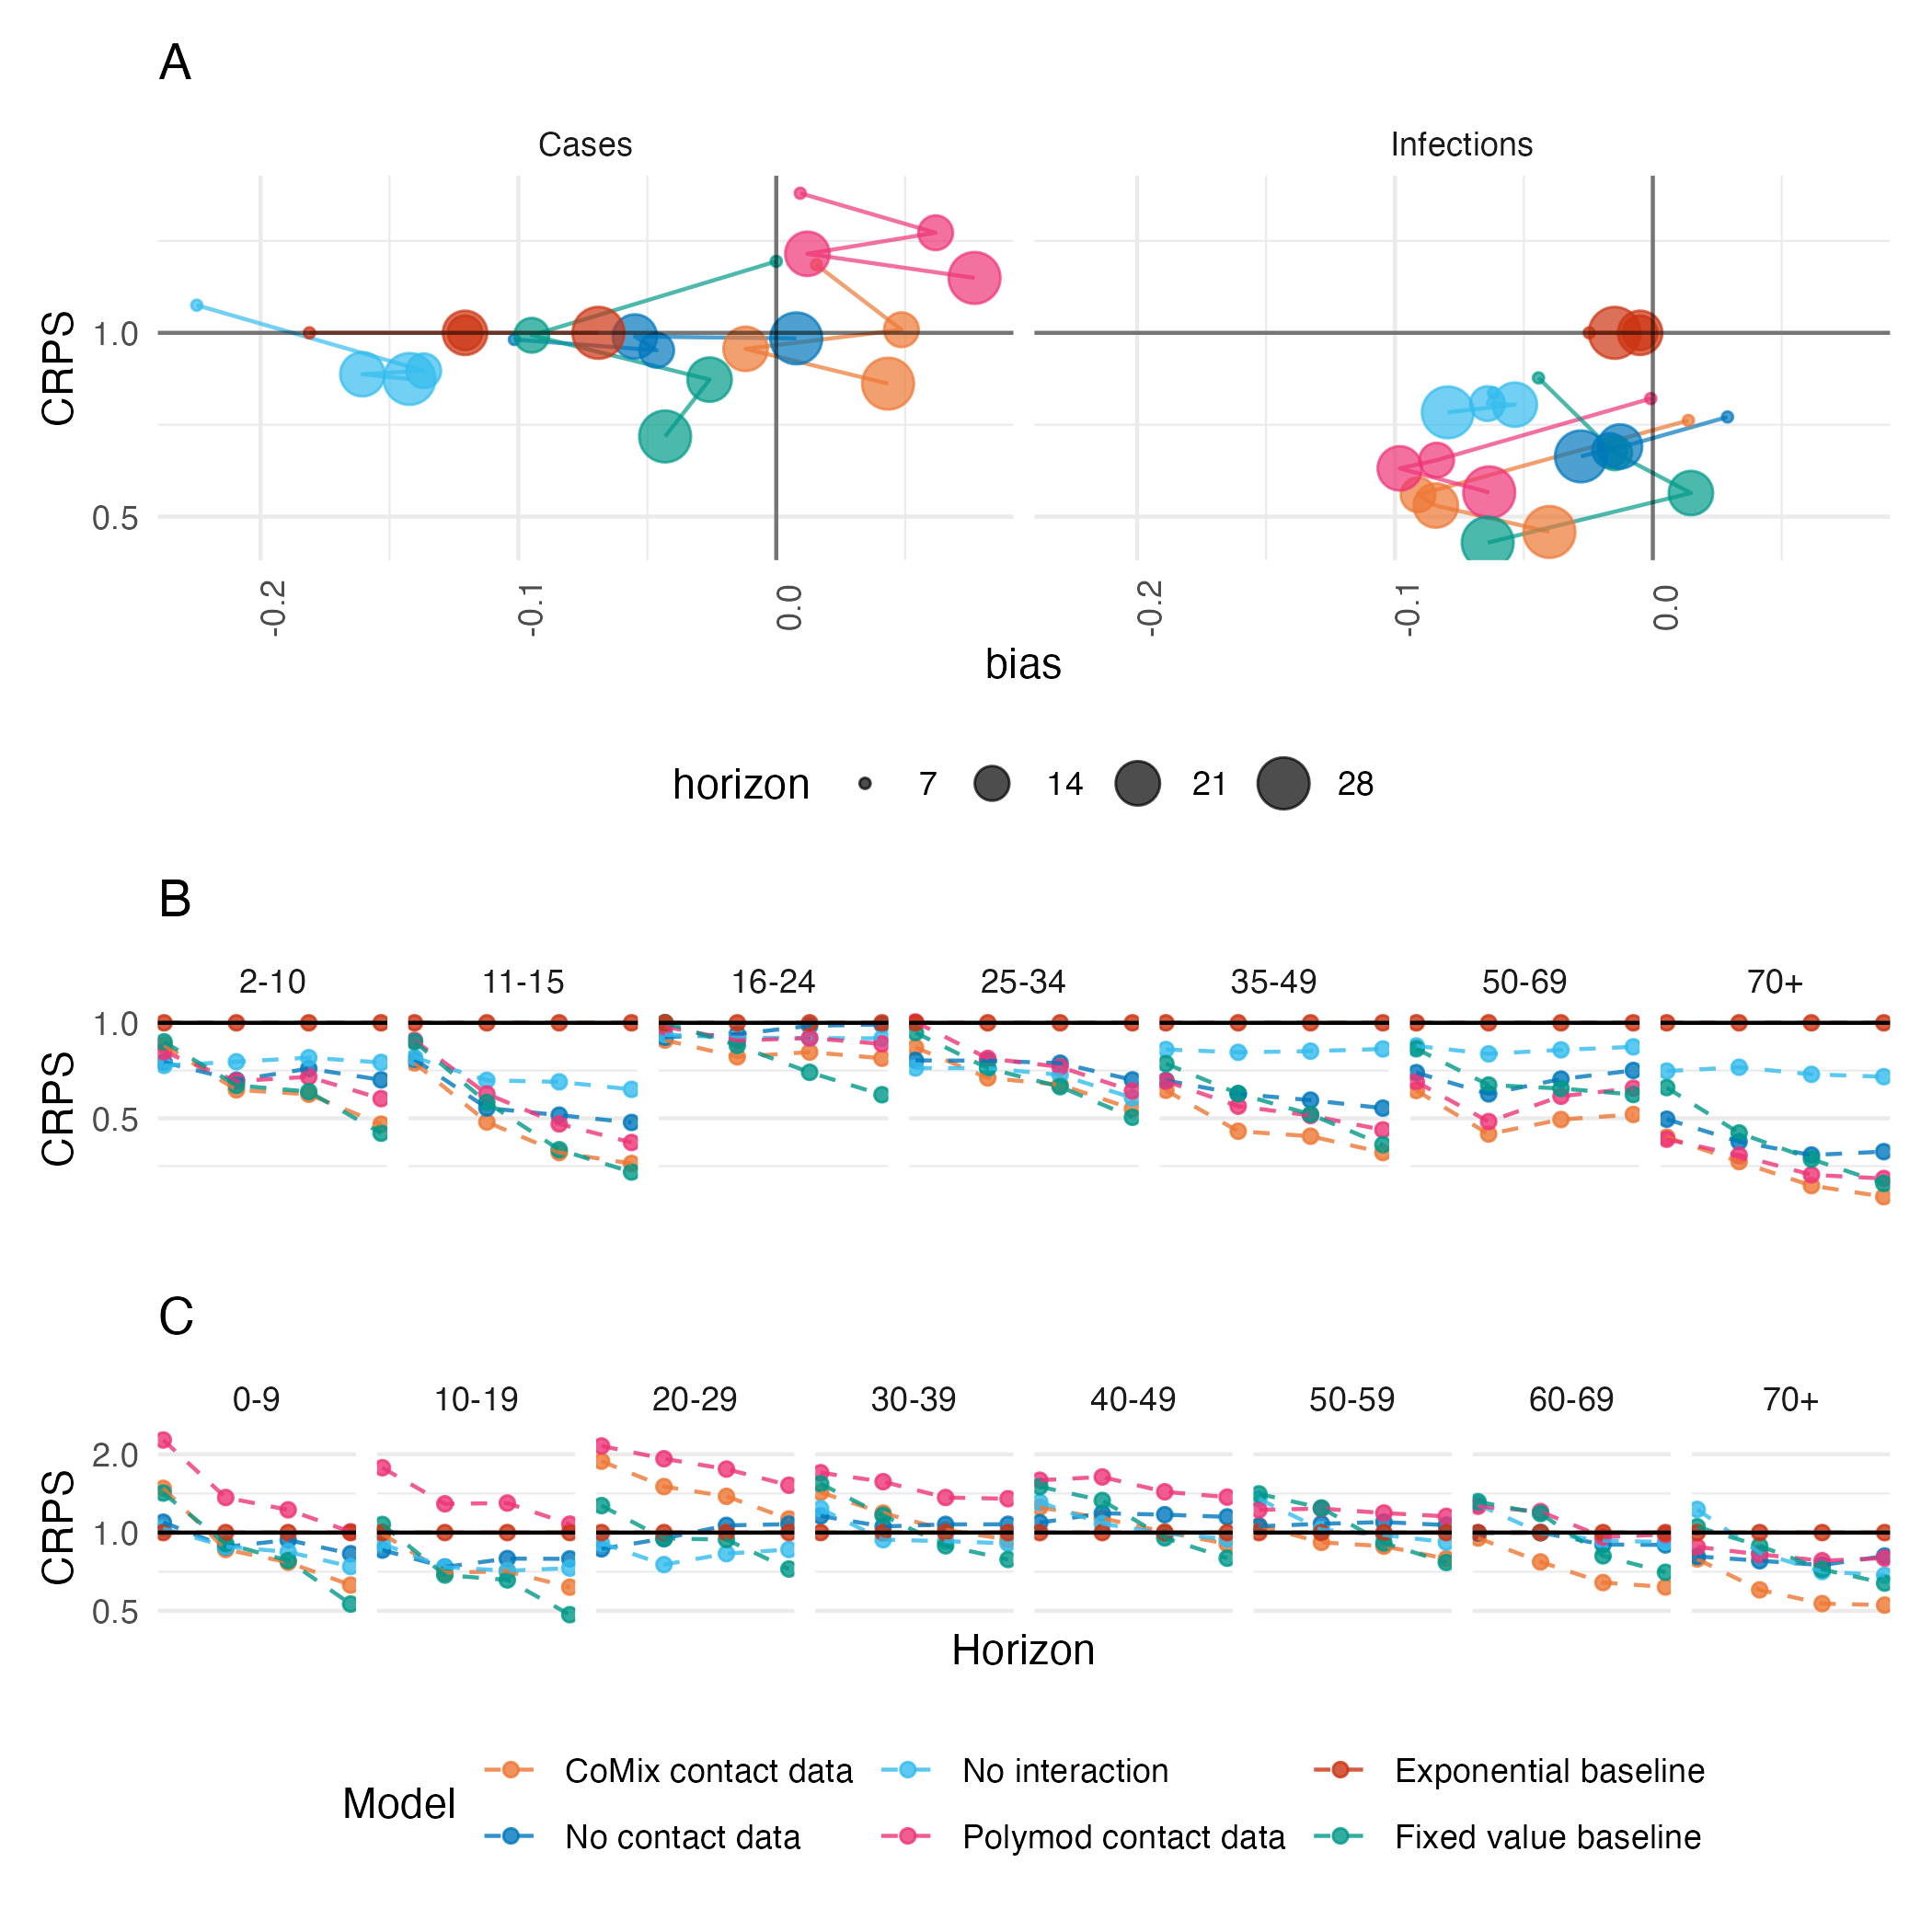 A
Cases Infections
CRPS
1.0
0.5
-0.2 -0.1 0.0 -0.2 -0.1 0.0
bias
horizon 7 14 21 28
B
2-10 11-15 16-24 25-34 35-49 50-69 70+
CRPS
1.0
0.5
C
0-9 10-19 20-29 30-39 40-49 50-59 60-69 70+
CRPS
2.0
1.0
0.5
Horizon
Model
CoMix contact data No interaction Exponential baseline
No contact data Polymod contact data Fixed value baseline